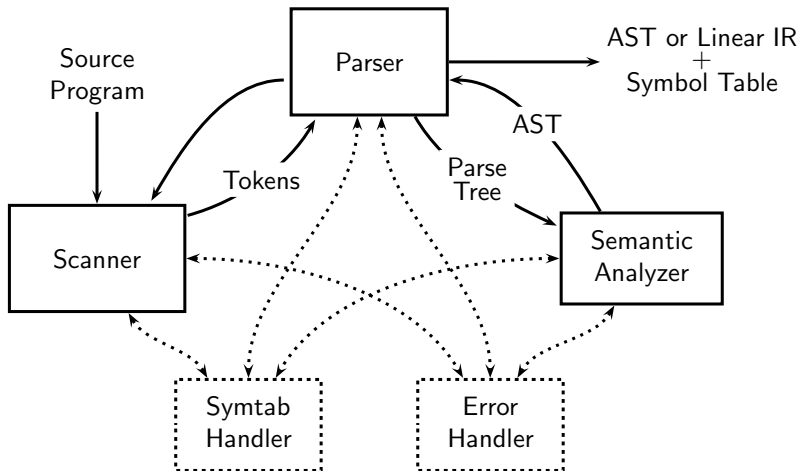 Parser
AST or Linear IR
+
Symbol Table
Source
Program
AST
Tokens
Parse
Tree
Scanner
Semantic
Analyzer
Symtab
Handler
Error
Handler